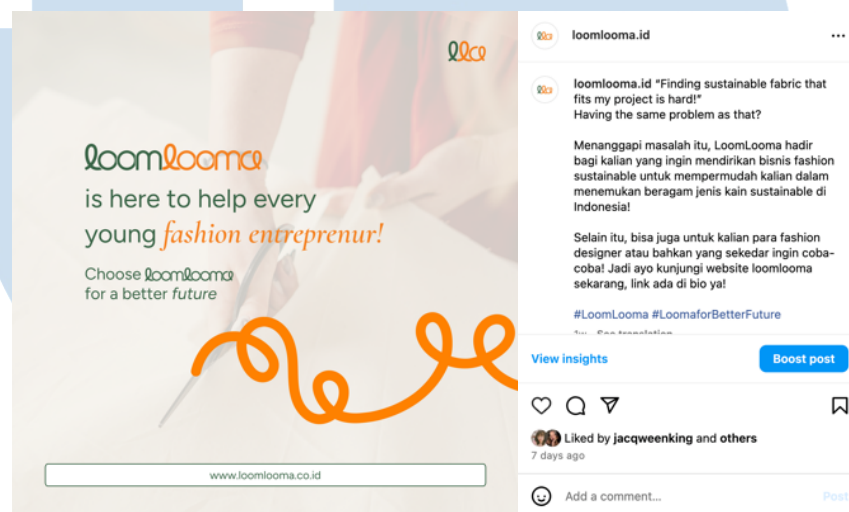 lloo
loomlooma
is here to help every
young fashion entreprenur!
Choose loomlooma
for a better future
www.loomlooma.co.id
loomlooma.id
loomlooma.id “Finding sustainable fabric that
fits my project is hard!”
Having the same problem as that?
Menanggapi masalah itu, LoomLooma hadir
bagi kalian yang ingin mendirikan bisnis fashion
sustainable untuk mempermudah kalian dalam
menemukan beragam jenis kain sustainable di
Indonesia!
Selain itu, bisa juga untuk kalian para fashion
designer atau bahkan yang sekedar ingin coba-
coba! Jadi ayo kunjungi website loomlooma
sekarang, link ada di bio ya!
#LoomLooma #LoomaforBetterFuture
1w See translation
View insights
Boost post
Liked by jacqweenking and others
7 days ago
Add a comment...
Post